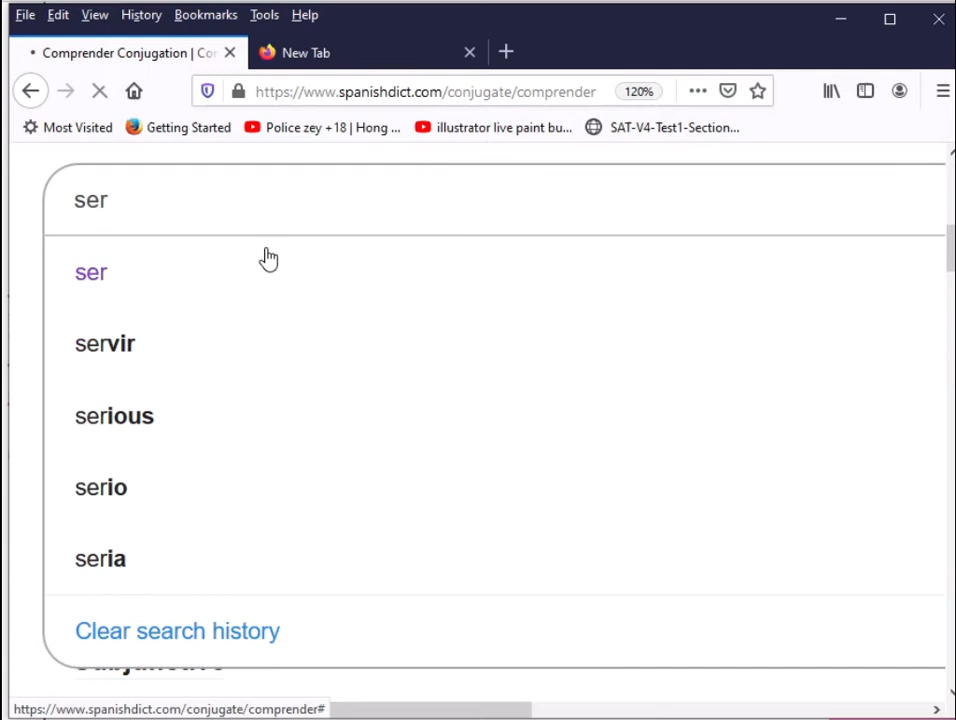 File Edit View History Bookmarks Tools Help
Comprender Conjugation | Co
New Tab
https://www.spanishdict.com/conjugate/comprender 120%
Most Visited Getting Started Police zey +18 | Hong ... illustrator live paint bu... SAT-V4-Test1-Section...
ser
ser
servir
serious
serio
seria
Clear search history
https://www.spanishdict.com/conjugate/comprender#